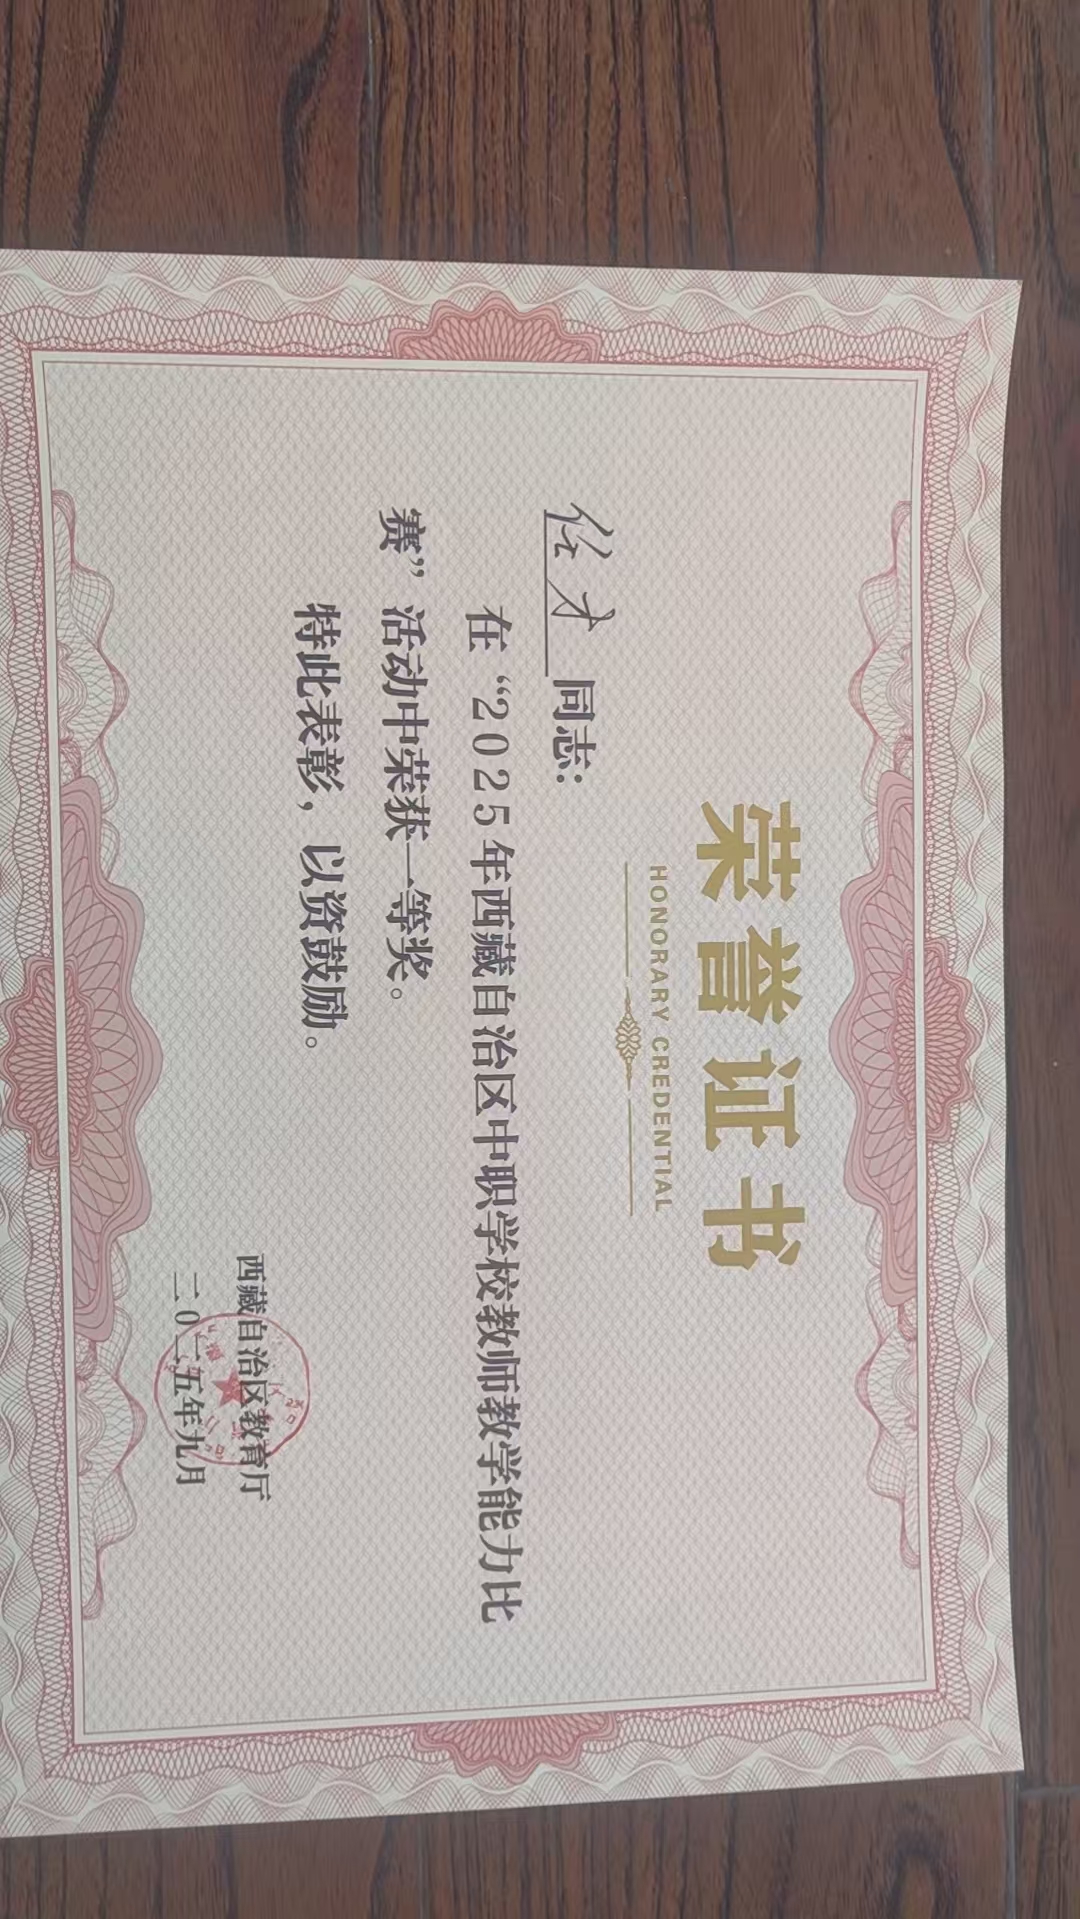 荣誉证书
HONORARY CREDENTIAL
任才 同志：
在“2025年西藏自治区中职学校教师教学能力比
赛”活动中荣获一等奖。
特此表彰，以资鼓励。
西藏自治区教育厅
二0二五年九月